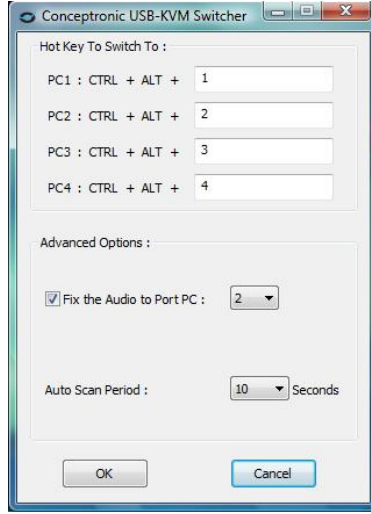 Conceptronic USB-KVM Switcher
Hot Key To Switch To :
PC1 : CTRL + ALT + 1
PC2 : CTRL + ALT + 2
PC3 : CTRL + ALT + 3
PC4 : CTRL + ALT + 4
Advanced Options :
Fix the Audio to Port PC : 2
Auto Scan Period : 10 Seconds
OK Cancel